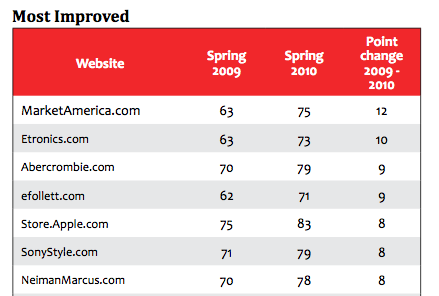 Most Improved
Website Spring 2009 Spring 2010 Point change 2009 - 2010
MarketAmerica.com 63 75 12
Etronics.com 63 73 10
Abercrombie.com 70 79 9
efollett.com 62 71 9
Store.Apple.com 75 83 8
SonyStyle.com 71 79 8
NeimanMarcus.com 70 78 8